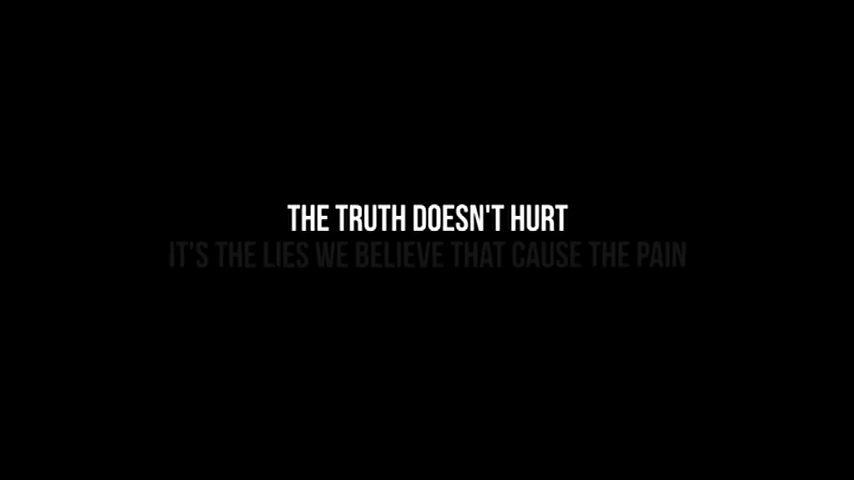 THE TRUTH DOESN'T HURT
IT’S THE LIES WE BELIEVE THAT CAUSE THE PAIN